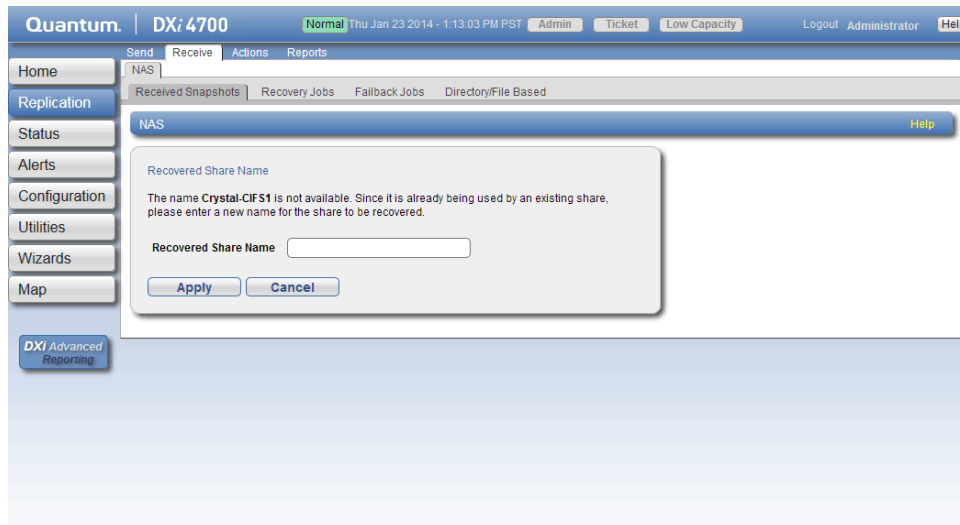 Quantum. DXi 4700 Normal Thu Jan 23 2014 - 1:13:03 PM PST Admin Ticket Low Capacity Logout Administrator Hel
Send Receive Actions Reports
NAS
Received Snapshots Recovery Jobs Failback Jobs Directory/File Based
Home
Replication
Status
Alerts
Configuration
Utilities
Wizards
Map
DXi Advanced
Reporting
NAS Help
Recovered Share Name
The name Crystal-CIFS1 is not available. Since it is already being used by an existing share,
please enter a new name for the share to be recovered.
Recovered Share Name
Apply Cancel